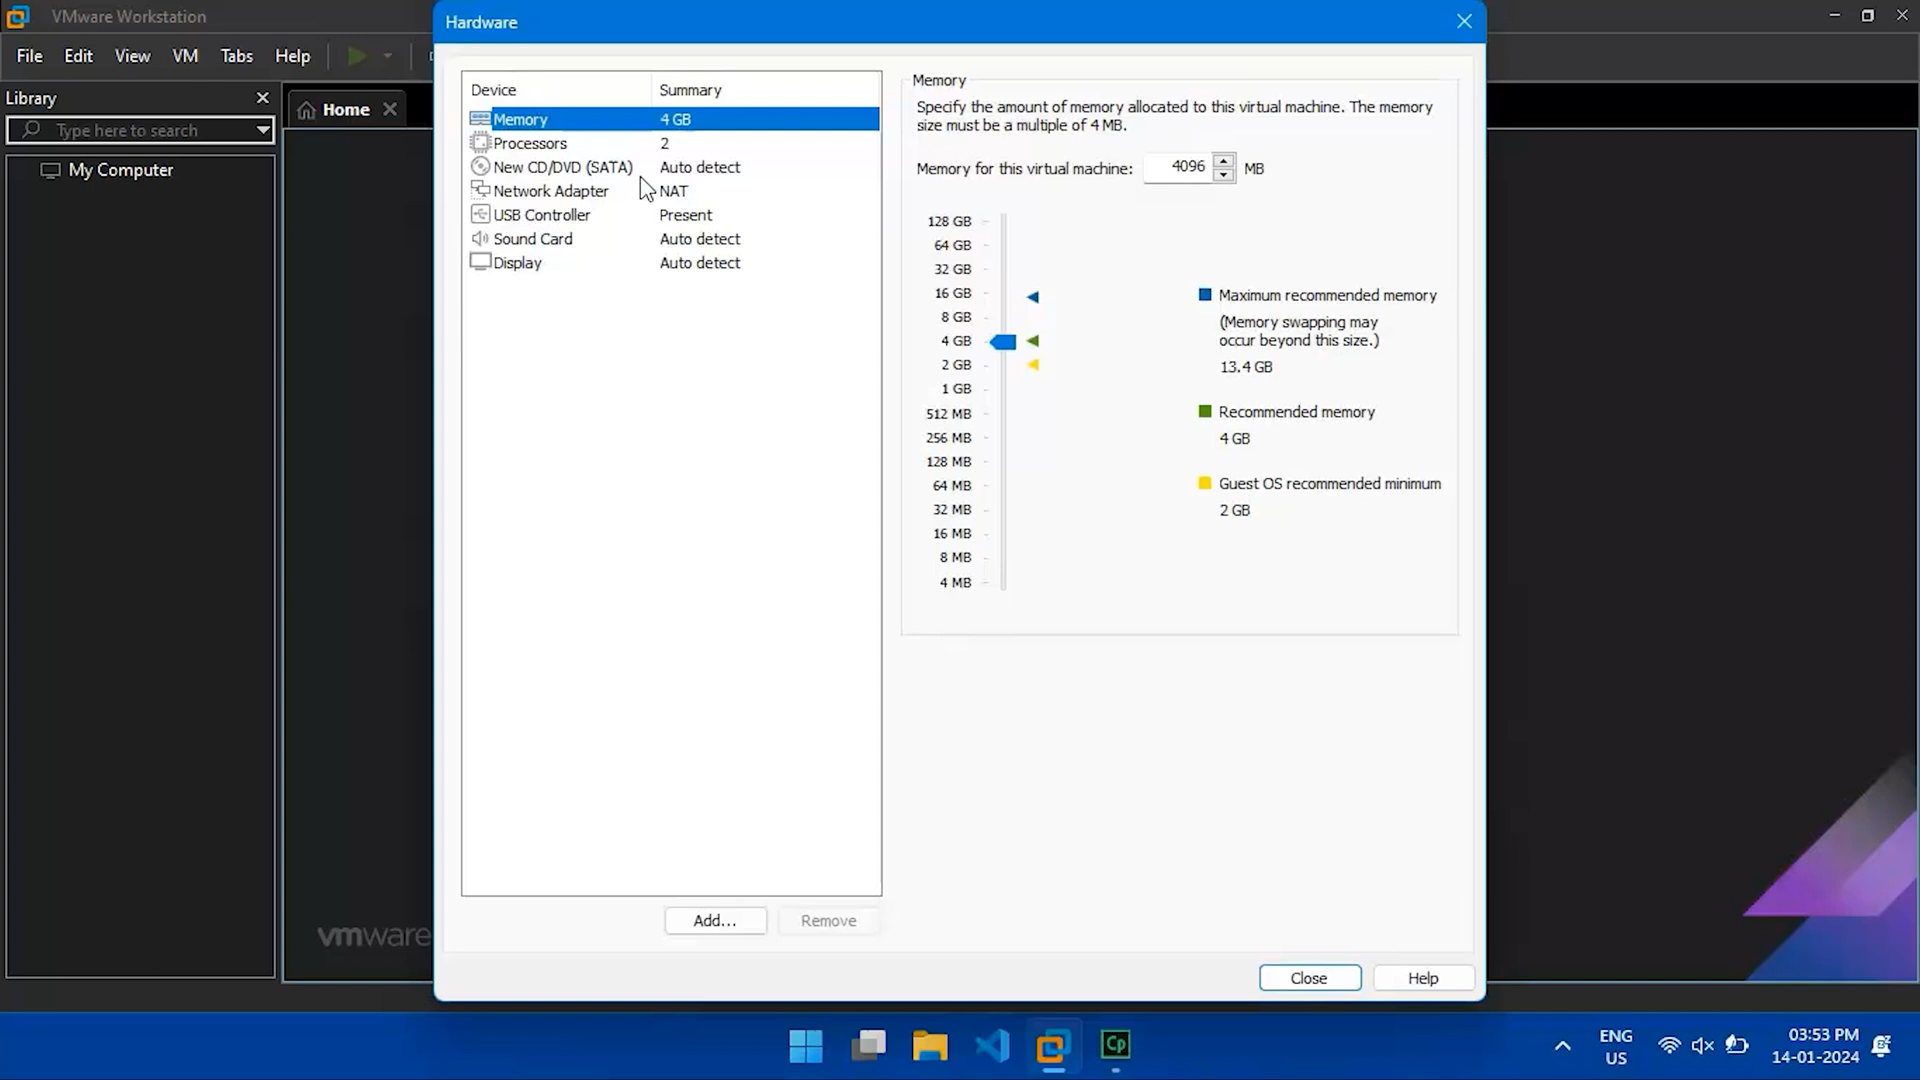 VMware Workstation
File Edit View VM Tabs Help
Library
Type here to search
My Computer
Home
vmware
Hardware
Device Summary
Memory 4 GB
Processors 2
New CD/DVD (SATA) Auto detect
Network Adapter NAT
USB Controller Present
Sound Card Auto detect
Display Auto detect
Add... Remove
Memory
Specify the amount of memory allocated to this virtual machine. The memory
size must be a multiple of 4 MB.
Memory for this virtual machine: 4096 MB
128 GB
64 GB
32 GB
16 GB
8 GB
4 GB
2 GB
1 GB
512 MB
256 MB
128 MB
64 MB
32 MB
16 MB
8 MB
4 MB
Maximum recommended memory
(Memory swapping may
occur beyond this size.)
13.4 GB
Recommended memory
4 GB
Guest OS recommended minimum
2 GB
Close Help
Cp
ENG
US
03:53 PM
14-01-2024